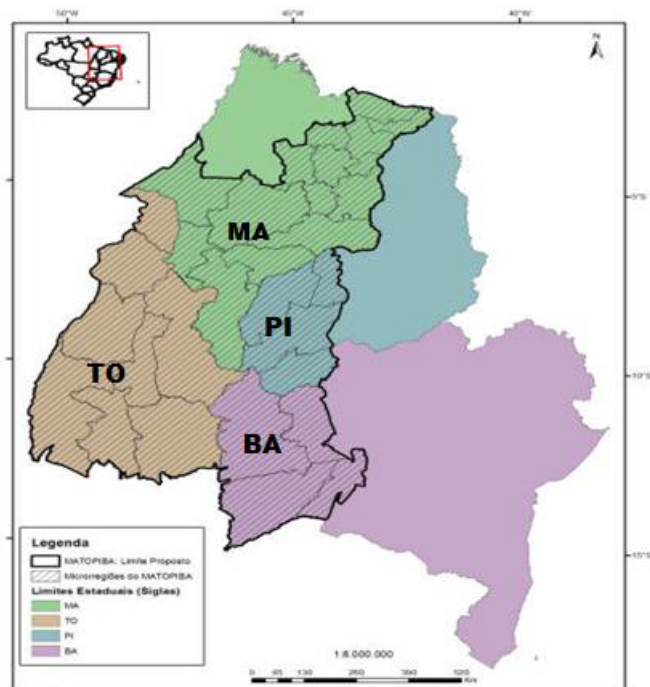 50°W 45°W 40°W
N
5°S
MA
PI
TO
10°S
BA
Legenda
MATOPIBA: Limite Proposto
Microrregiões do MATOPIBA
Limites Estaduais (Siglas)
MA
TO
PI
BA
15°S
1:6.000.000
0 65 130 260 390 520
Km